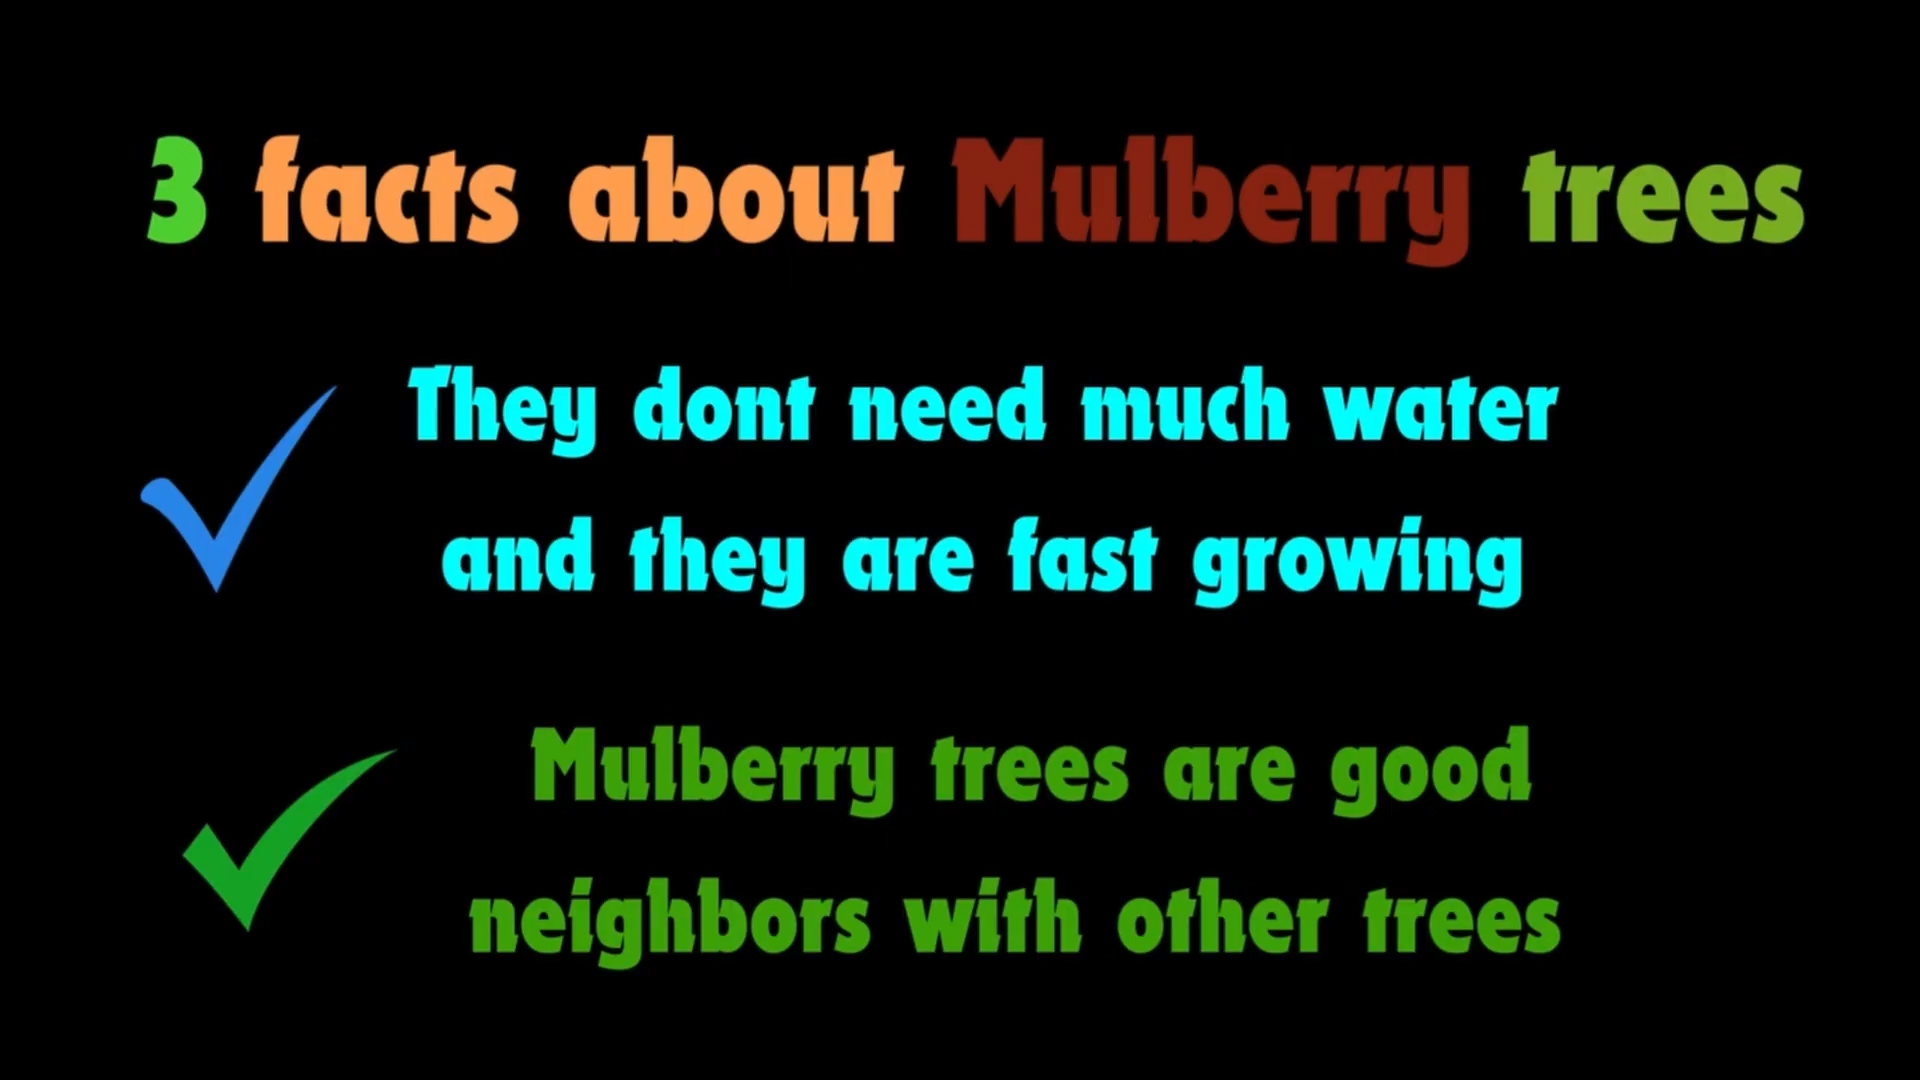 3 facts about Mulberry trees
They dont need much water
and they are fast growing
Mulberry trees are good
neighbors with other trees